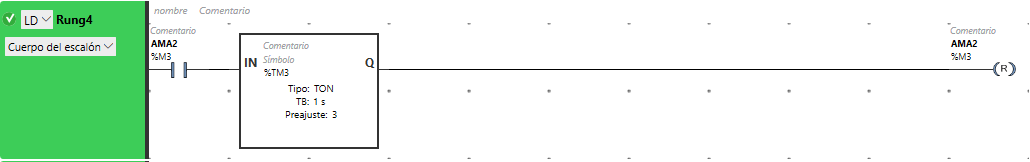 nombre Comentario
LD Rung4
Cuerpo del escalón
Comentario
AMA2
%M3
Comentario
Símbolo
IN %TM3 Q
Tipo: TON
TB: 1 s
Preajuste: 3
Comentario
AMA2
%M3
R